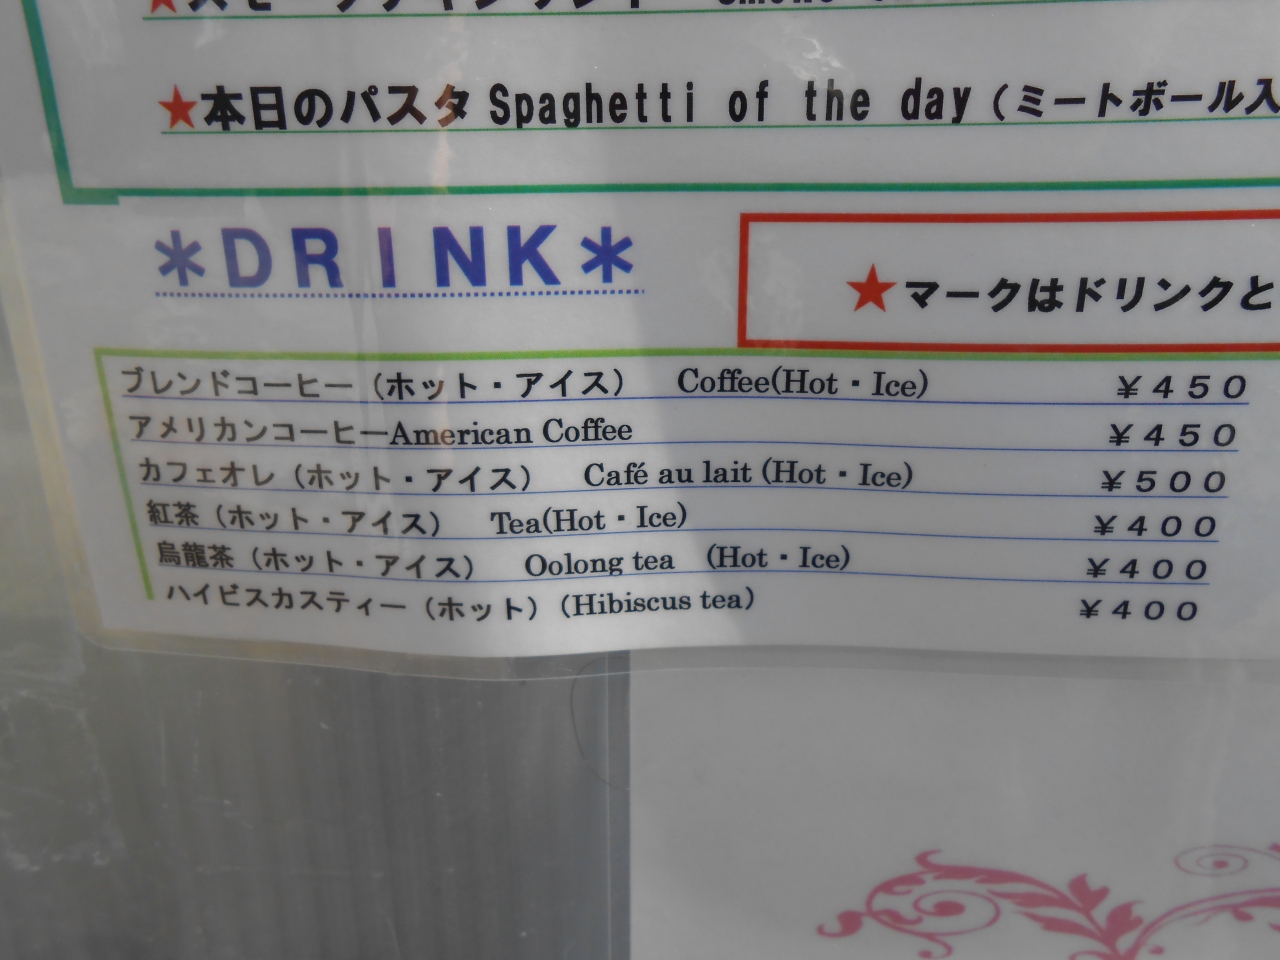 ★本日のパスタ Spaghetti of the day (ミートボール入
＊DRINK＊
★マークはドリンクと
ブレンドコーヒー（ホット・アイス） Coffee(Hot・Ice) ￥450
アメリカンコーヒーAmerican Coffee ￥450
カフェオレ（ホット・アイス） Café au lait (Hot・Ice) ￥500
紅茶（ホット・アイス） Tea(Hot・Ice) ￥400
烏龍茶（ホット・アイス） Oolong tea (Hot・Ice) ￥400
ハイビスカスティー（ホット）(Hibiscus tea) ￥400